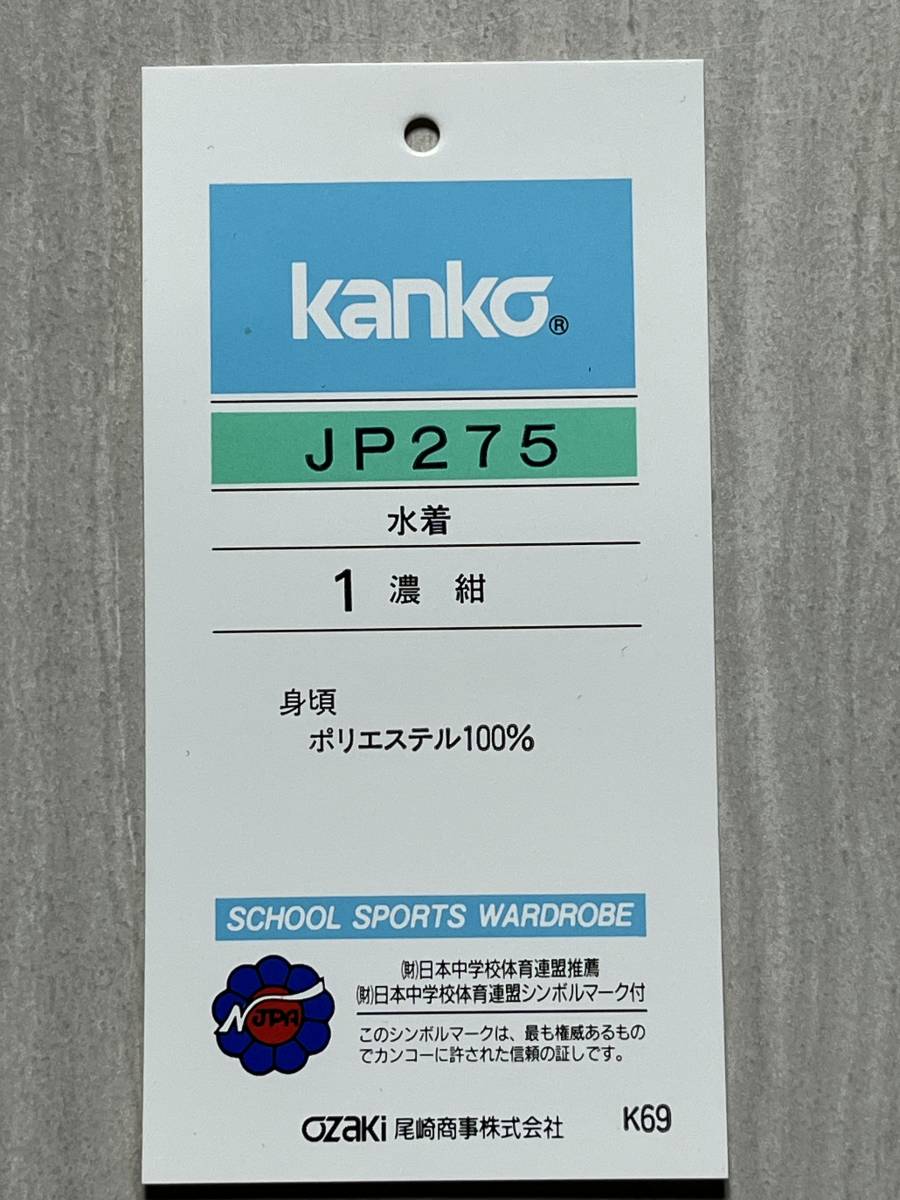 kanko®
JP275
水着
1 濃 紺
身頃
ポリエステル100%
SCHOOL SPORTS WARDROBE
㈶日本中学校体育連盟推薦
㈶日本中学校体育連盟シンボルマーク付
NJPA
このシンボルマークは、最も権威あるもの
でカンコーに許された信頼の証しです。
OZAKI 尾崎商事株式会社
K69